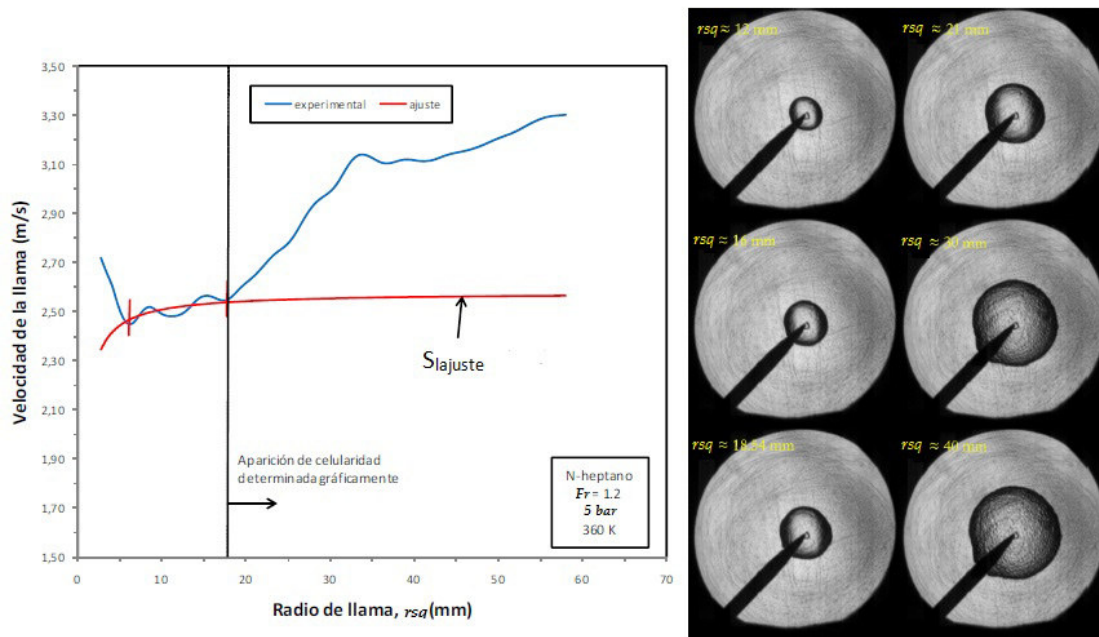 3,50
3,30
3,10
2,90
2,70
2,50
2,30
2,10
1,90
1,70
1,50
Velocidad de la llama (m/s)
experimental
ajuste
Slajuste
Aparición de celularidad
determinada gráficamente
N-heptano
Fr = 1.2
5 bar
360 K
0 10 20 30 40 50 60 70
Radio de llama, rsq (mm)
rsq ≈ 12 mm
rsq ≈ 21 mm
rsq ≈ 16 mm
rsq ≈ 30 mm
rsq ≈ 18.54 mm
rsq ≈ 40 mm